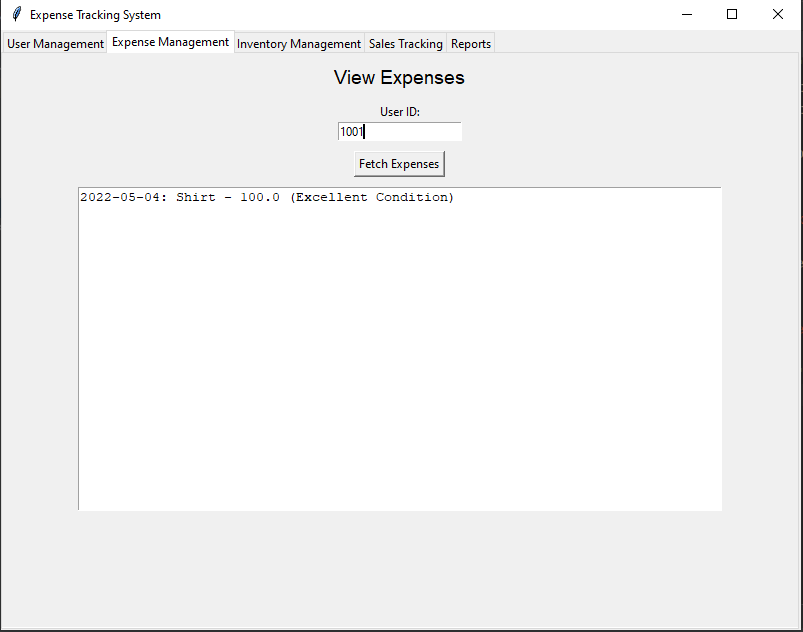 Expense Tracking System
User Management Expense Management Inventory Management Sales Tracking Reports
View Expenses
User ID:
1001
Fetch Expenses
2022-05-04: Shirt - 100.0 (Excellent Condition)